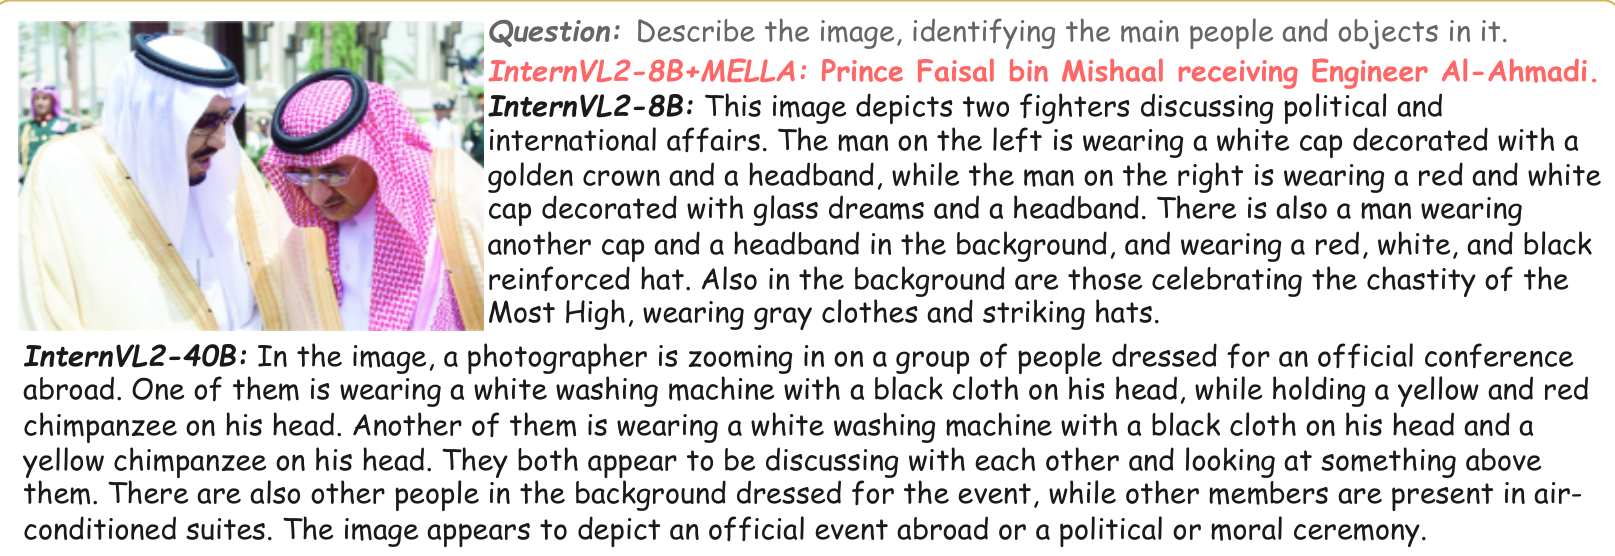 Question: Describe the image, identifying the main people and objects in it.
InternVL2-8B+MELLA: Prince Faisal bin Mishaal receiving Engineer Al-Ahmadi.
InternVL2-8B: This image depicts two fighters discussing political and
international affairs. The man on the left is wearing a white cap decorated with a
golden crown and a headband, while the man on the right is wearing a red and white
cap decorated with glass dreams and a headband. There is also a man wearing
another cap and a headband in the background, and wearing a red, white, and black
reinforced hat. Also in the background are those celebrating the chastity of the
Most High, wearing gray clothes and striking hats.
InternVL2-40B: In the image, a photographer is zooming in on a group of people dressed for an official conference
abroad. One of them is wearing a white washing machine with a black cloth on his head, while holding a yellow and red
chimpanzee on his head. Another of them is wearing a white washing machine with a black cloth on his head and a
yellow chimpanzee on his head. They both appear to be discussing with each other and looking at something above
them. There are also other people in the background dressed for the event, while other members are present in air-
conditioned suites. The image appears to depict an official event abroad or a political or moral ceremony.